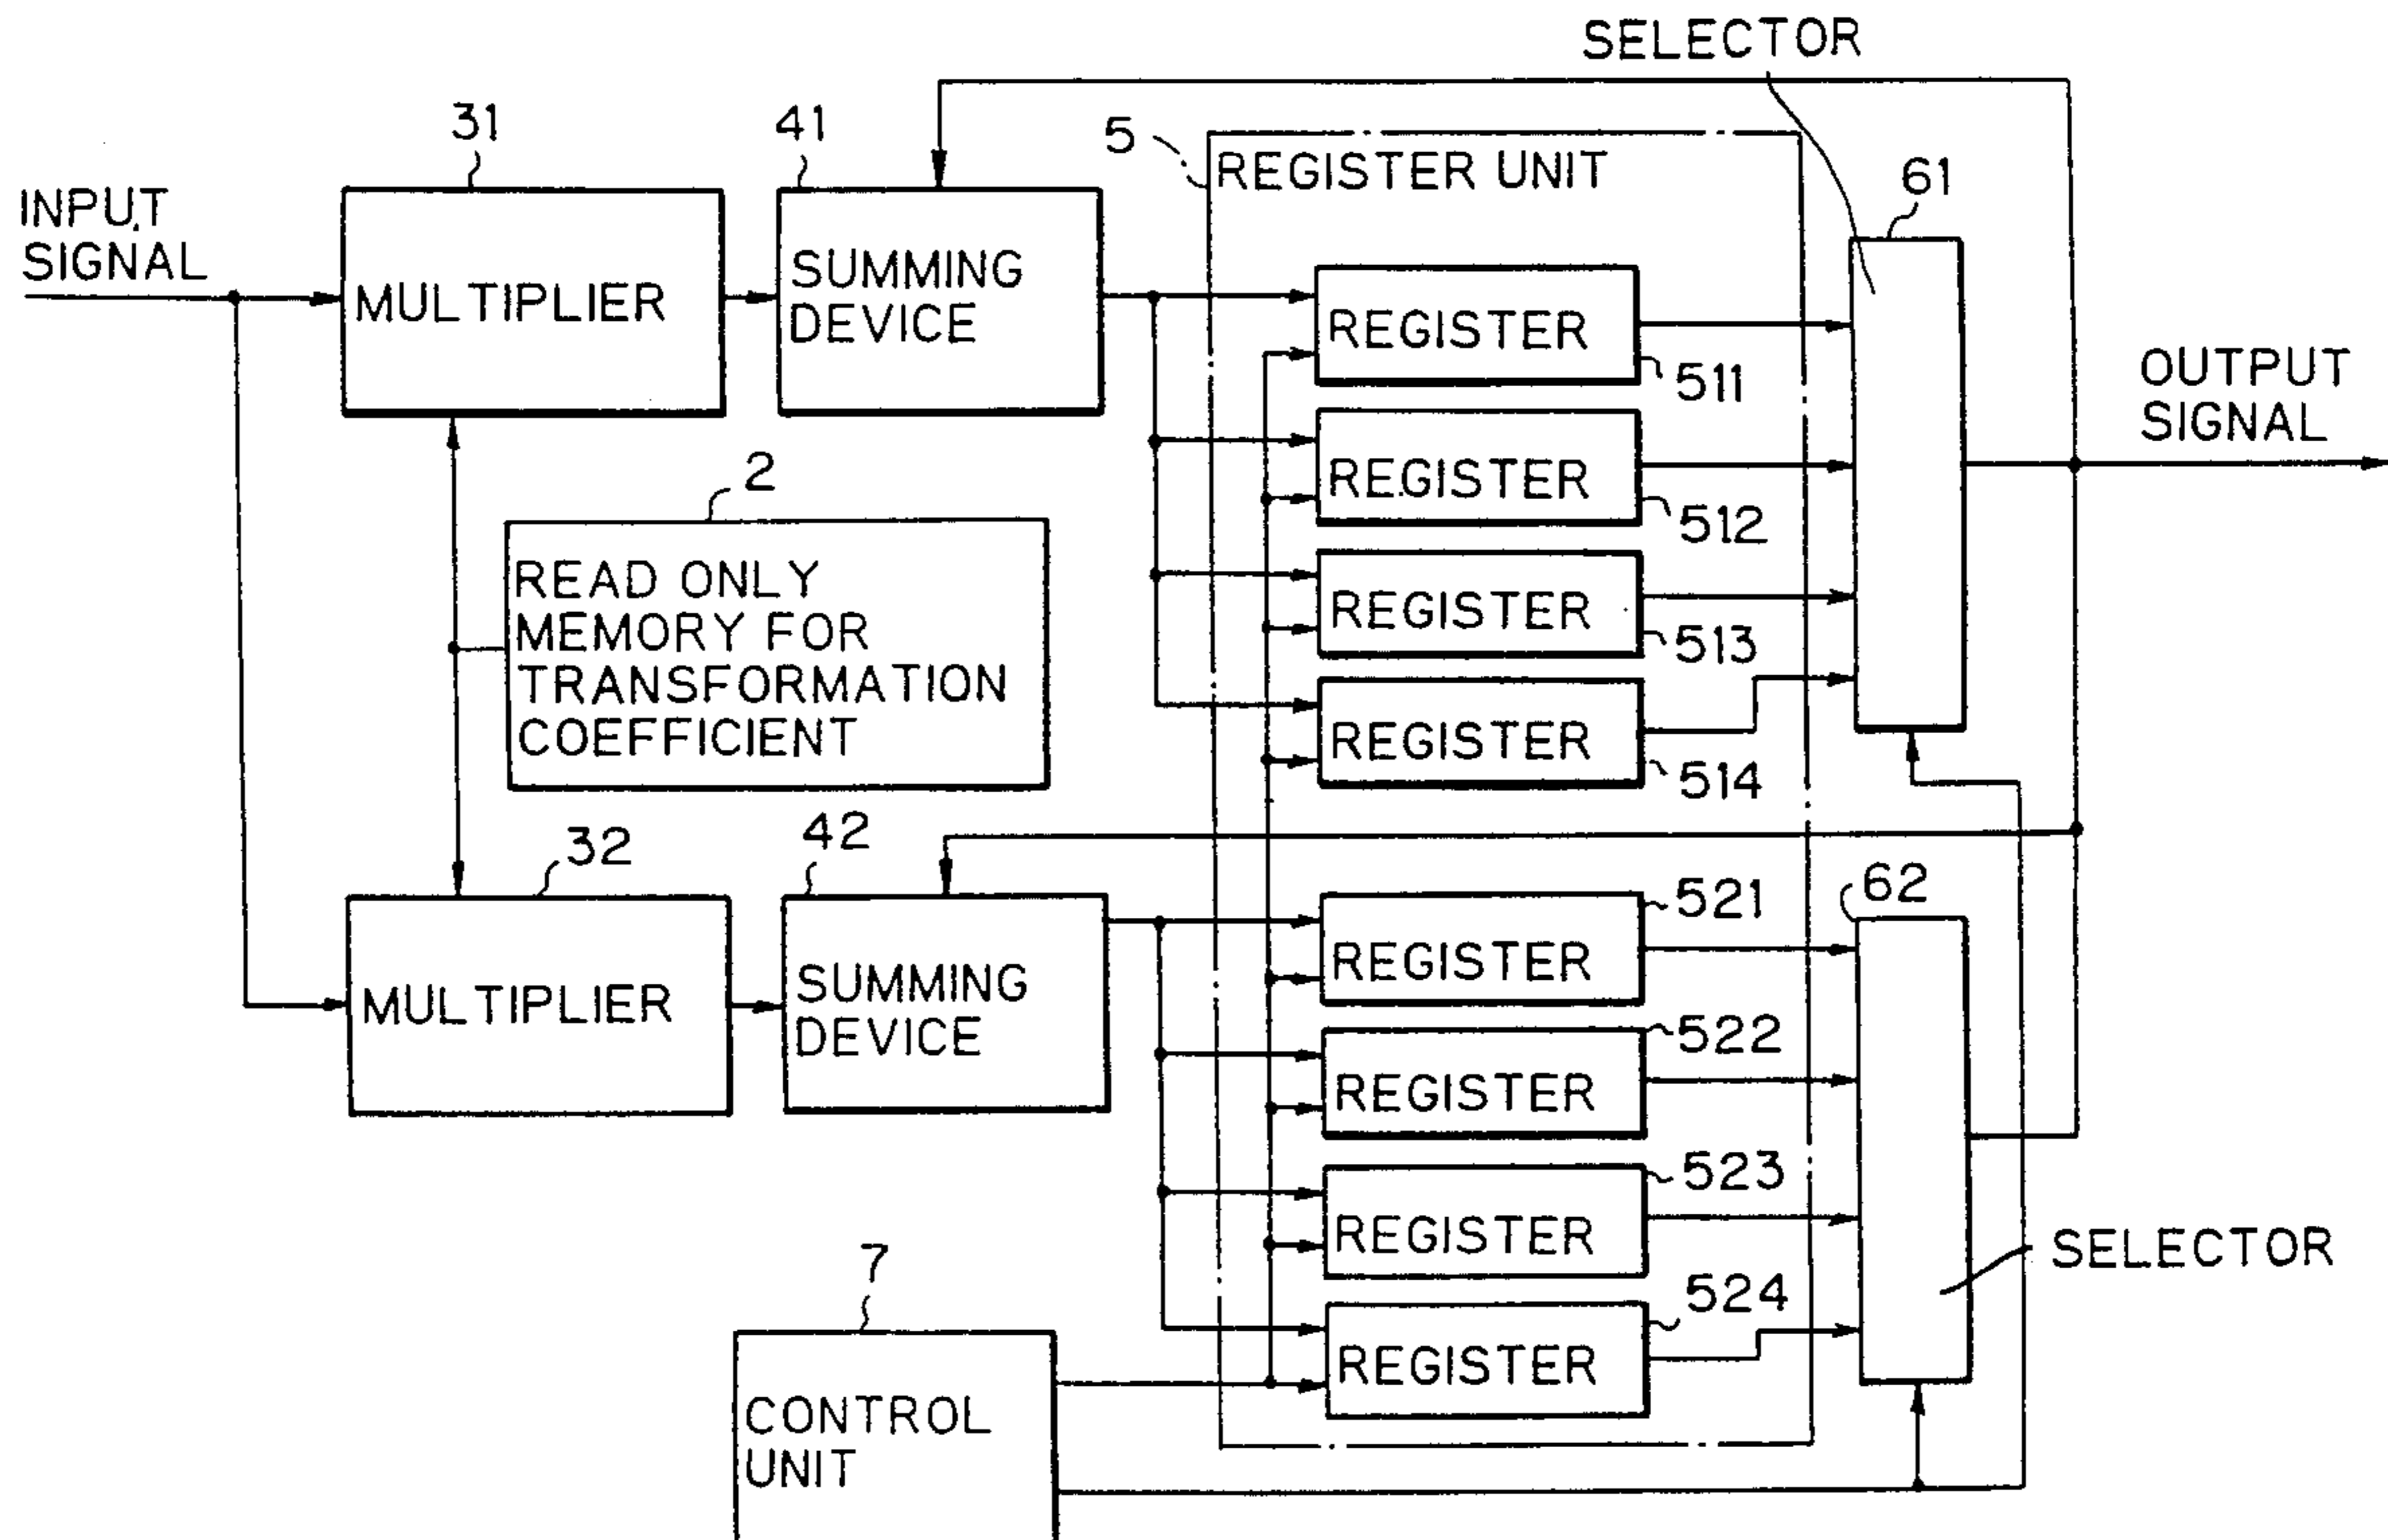 SELECTOR
31
41
5
REGISTER UNIT
61
INPUT
SIGNAL
MULTIPLIER
SUMMING
DEVICE
REGISTER
511
OUTPUT
SIGNAL
REGISTER
512
2
READ ONLY
MEMORY FOR
TRANSFORMATION
COEFFICIENT
REGISTER
513
REGISTER
514
32
42
62
521
REGISTER
MULTIPLIER
SUMMING
DEVICE
522
REGISTER
523
REGISTER
SELECTOR
7
524
REGISTER
CONTROL
UNIT